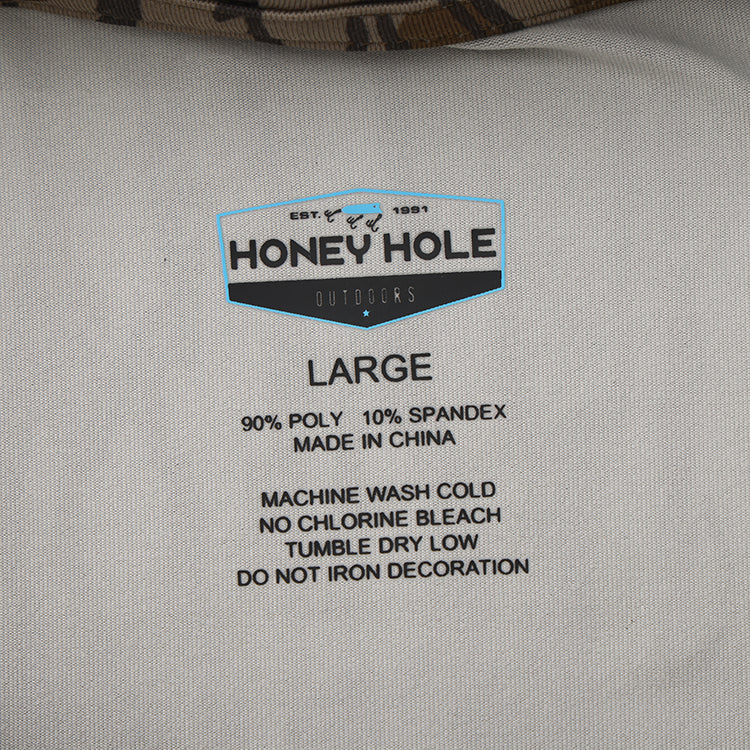 EST. 1991
HONEY HOLE
OUTDOORS
LARGE
90% POLY 10% SPANDEX
MADE IN CHINA
MACHINE WASH COLD
NO CHLORINE BLEACH
TUMBLE DRY LOW
DO NOT IRON DECORATION